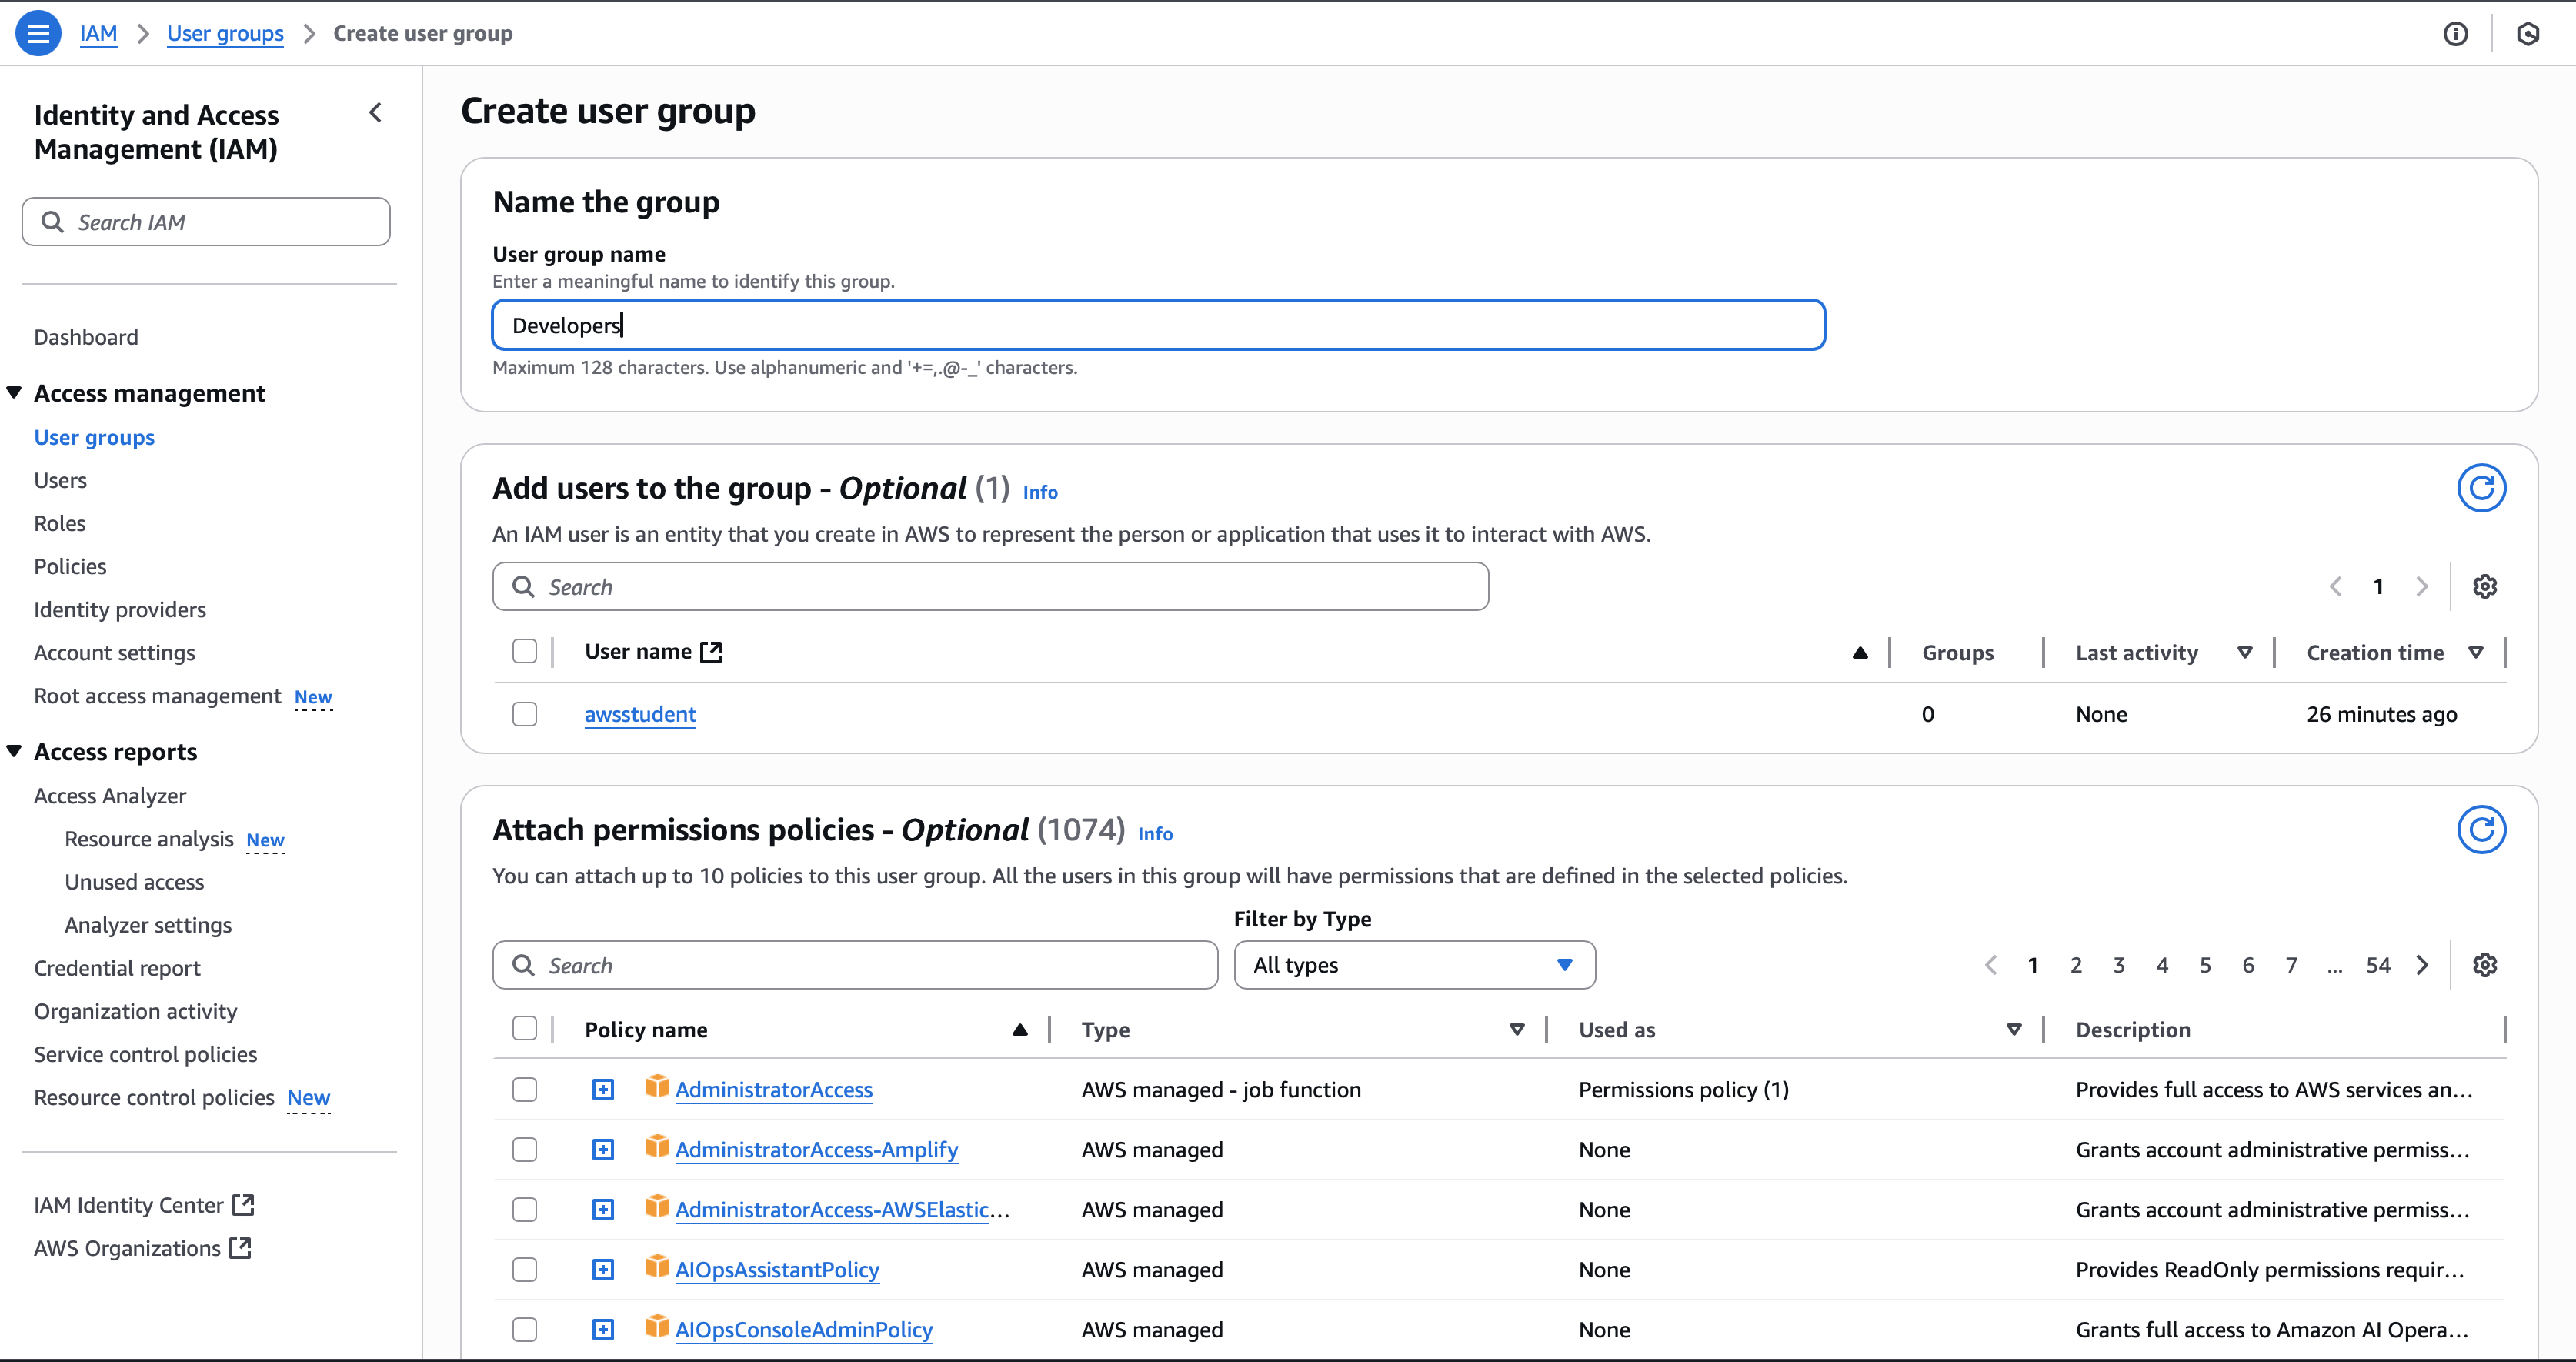 IAM > User groups > Create user group
Identity and Access
Management (IAM)
Search IAM
Dashboard
Access management
User groups
Users
Roles
Policies
Identity providers
Account settings
Root access management New
Access reports
Access Analyzer
Resource analysis New
Unused access
Analyzer settings
Credential report
Organization activity
Service control policies
Resource control policies New
IAM Identity Center
AWS Organizations
Create user group
Name the group
User group name
Enter a meaningful name to identify this group.
Developers
Maximum 128 characters. Use alphanumeric and '+=,.@-_' characters.
Add users to the group - Optional (1) Info
An IAM user is an entity that you create in AWS to represent the person or application that uses it to interact with AWS.
Search
1
User name Groups Last activity Creation time
awsstudent 0 None 26 minutes ago
Attach permissions policies - Optional (1074) Info
You can attach up to 10 policies to this user group. All the users in this group will have permissions that are defined in the selected policies.
Filter by Type
Search All types 1 2 3 4 5 6 7 ... 54
Policy name Type Used as Description
AdministratorAccess AWS managed - job function Permissions policy (1) Provides full access to AWS services an...
AdministratorAccess-Amplify AWS managed None Grants account administrative permiss...
AdministratorAccess-AWSElastic... AWS managed None Grants account administrative permiss...
AIOpsAssistantPolicy AWS managed None Provides ReadOnly permissions requir...
AIOpsConsoleAdminPolicy AWS managed None Grants full access to Amazon AI Opera...